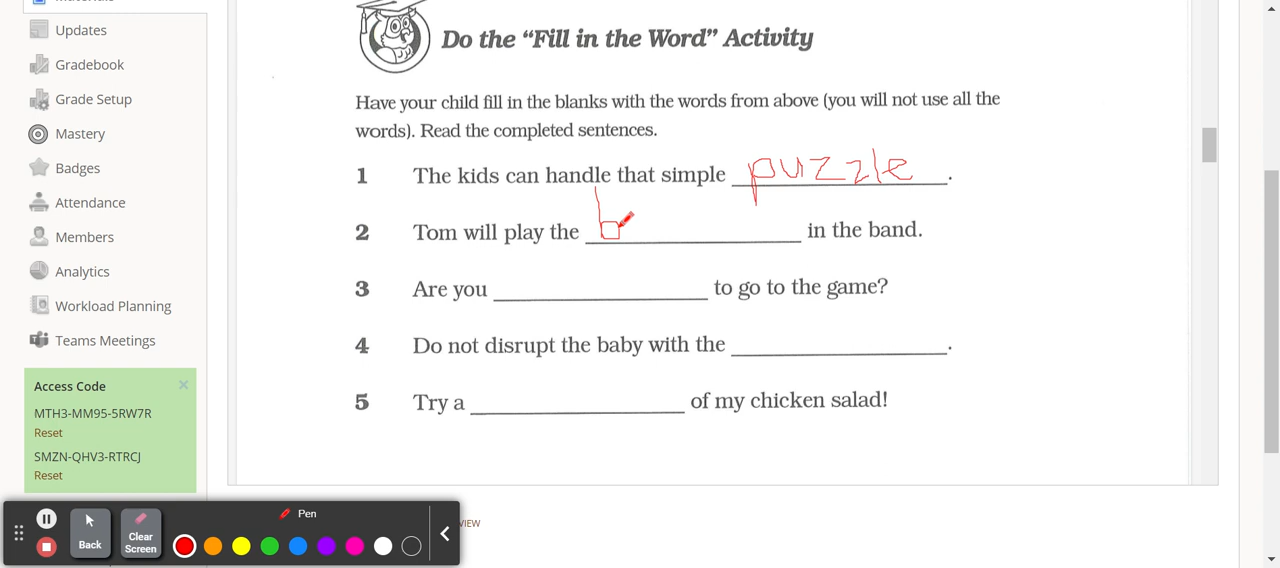 Updates
Gradebook
Grade Setup
Mastery
Badges
Attendance
Members
Analytics
Workload Planning
Teams Meetings
Access Code
MTH3-MM95-5RW7R
Reset
SMZN-QHV3-RTRCJ
Reset
Do the “Fill in the Word” Activity
Have your child fill in the blanks with the words from above (you will not use all the
words). Read the completed sentences.
1 The kids can handle that simple puzzle.
2 Tom will play the b in the band.
3 Are you to go to the game?
4 Do not disrupt the baby with the .
5 Try a of my chicken salad!
Pen
Back
Clear
Screen